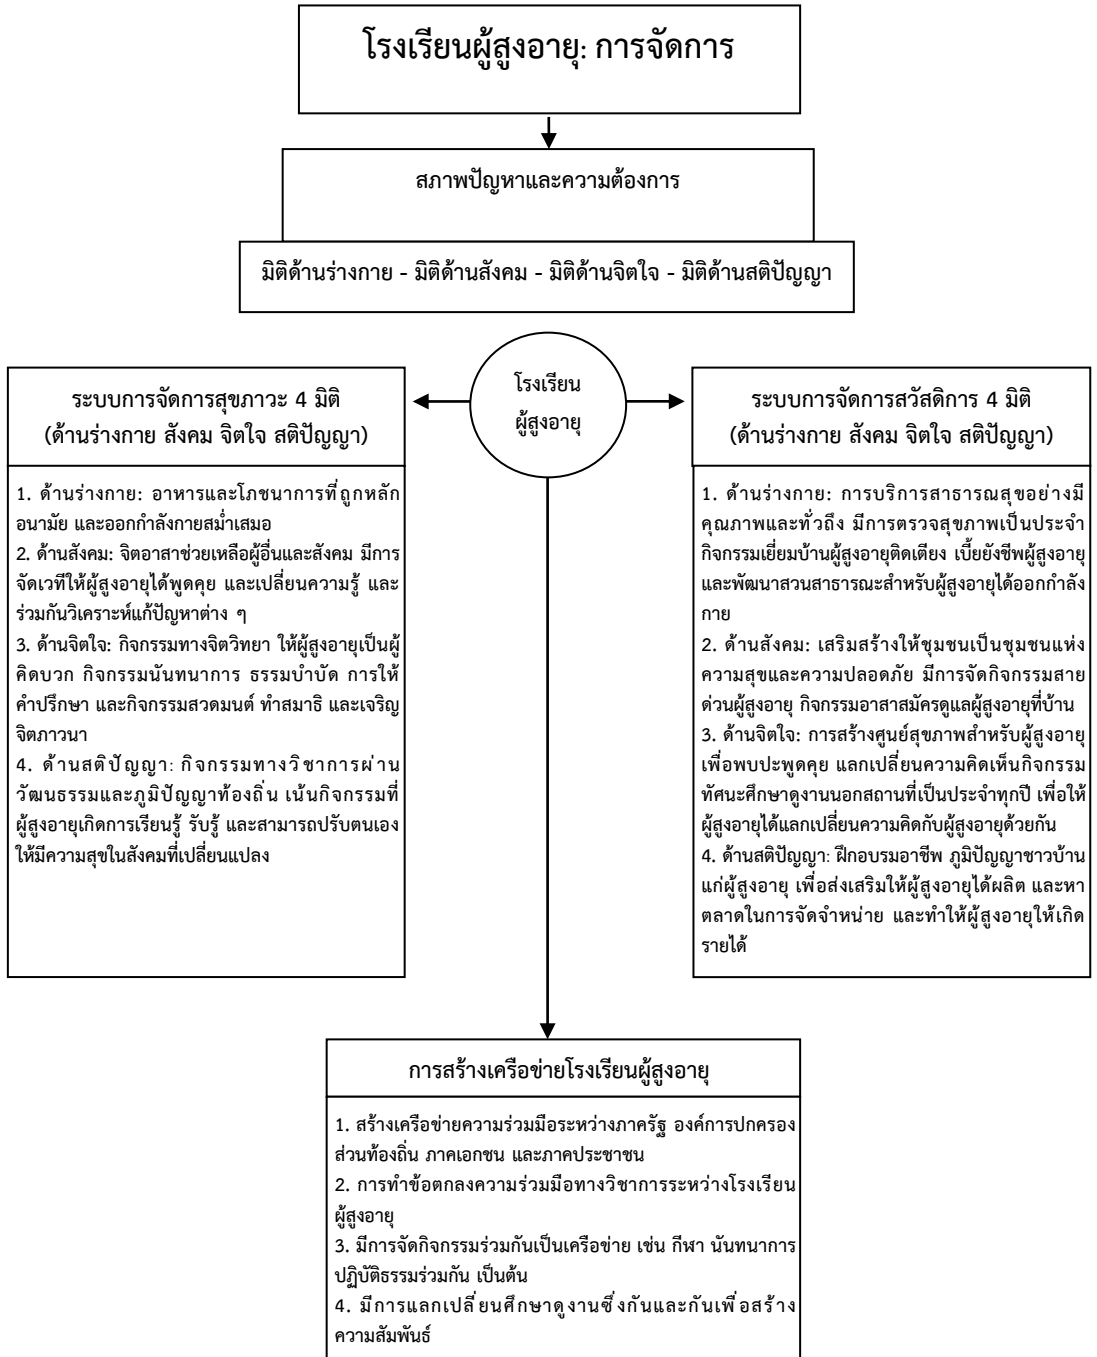 โรงเรียนผู้สูงอายุ: การจัดการ
สภาพปัญหาและความต้องการ
มิติด้านร่างกาย - มิติด้านสังคม - มิติด้านจิตใจ - มิติด้านสติปัญญา
โรงเรียน
ผู้สูงอายุ
ระบบการจัดการสุขภาวะ 4 มิติ
(ด้านร่างกาย สังคม จิตใจ สติปัญญา)
1. ด้านร่างกาย: อาหารและโภชนาการที่ถูกหลัก
อนามัย และออกกำลังกายสม่ำเสมอ
2. ด้านสังคม: จิตอาสาช่วยเหลือผู้อื่นและสังคม มีการ
จัดเวทีให้ผู้สูงอายุได้พูดคุย และเปลี่ยนความรู้ และ
ร่วมกันวิเคราะห์แก้ปัญหาต่าง ๆ
3. ด้านจิตใจ: กิจกรรมทางจิตวิทยา ให้ผู้สูงอายุเป็นผู้
คิดบวก กิจกรรมนันทนาการ ธรรมบำบัด การให้
คำปรึกษา และกิจกรรมสวดมนต์ ทำสมาธิ และเจริญ
จิตภาวนา
4. ด้านสติปัญญา: กิจกรรมทางวิชาการผ่าน
วัฒนธรรมและภูมิปัญญาท้องถิ่น เน้นกิจกรรมที่
ผู้สูงอายุเกิดการเรียนรู้ รับรู้ และสามารถปรับตนเอง
ให้มีความสุขในสังคมที่เปลี่ยนแปลง
ระบบการจัดการสวัสดิการ 4 มิติ
(ด้านร่างกาย สังคม จิตใจ สติปัญญา)
1. ด้านร่างกาย: การบริการสาธารณสุขอย่างมี
คุณภาพและทั่วถึง มีการตรวจสุขภาพเป็นประจำ
กิจกรรมเยี่ยมบ้านผู้สูงอายุติดเตียง เบี้ยยังชีพผู้สูงอายุ
และพัฒนาสวนสาธารณะสำหรับผู้สูงอายุได้ออกกำลัง
กาย
2. ด้านสังคม: เสริมสร้างให้ชุมชนเป็นชุมชนแห่ง
ความสุขและความปลอดภัย มีการจัดกิจกรรมสาย
ด่วนผู้สูงอายุ กิจกรรมอาสาสมัครดูแลผู้สูงอายุที่บ้าน
3. ด้านจิตใจ: การสร้างศูนย์สุขภาพสำหรับผู้สูงอายุ
เพื่อพบปะพูดคุย แลกเปลี่ยนความคิดเห็นกิจกรรม
ทัศนะศึกษาดูงานนอกสถานที่เป็นประจำทุกปี เพื่อให้
ผู้สูงอายุได้แลกเปลี่ยนความคิดกับผู้สูงอายุด้วยกัน
4. ด้านสติปัญญา: ฝึกอบรมอาชีพ ภูมิปัญญาชาวบ้าน
แก่ผู้สูงอายุ เพื่อส่งเสริมให้ผู้สูงอายุได้ผลิต และหา
ตลาดในการจัดจำหน่าย และทำให้ผู้สูงอายุให้เกิด
รายได้
การสร้างเครือข่ายโรงเรียนผู้สูงอายุ
1. สร้างเครือข่ายความร่วมมือระหว่างภาครัฐ องค์การปกครอง
ส่วนท้องถิ่น ภาคเอกชน และภาคประชาชน
2. การทำข้อตกลงความร่วมมือทางวิชาการระหว่างโรงเรียน
ผู้สูงอายุ
3. มีการจัดกิจกรรมร่วมกันเป็นเครือข่าย เช่น กีฬา นันทนาการ
ปฏิบัติธรรมร่วมกัน เป็นต้น
4. มีการแลกเปลี่ยนศึกษาดูงานซึ่งกันและกันเพื่อสร้าง
ความสัมพันธ์